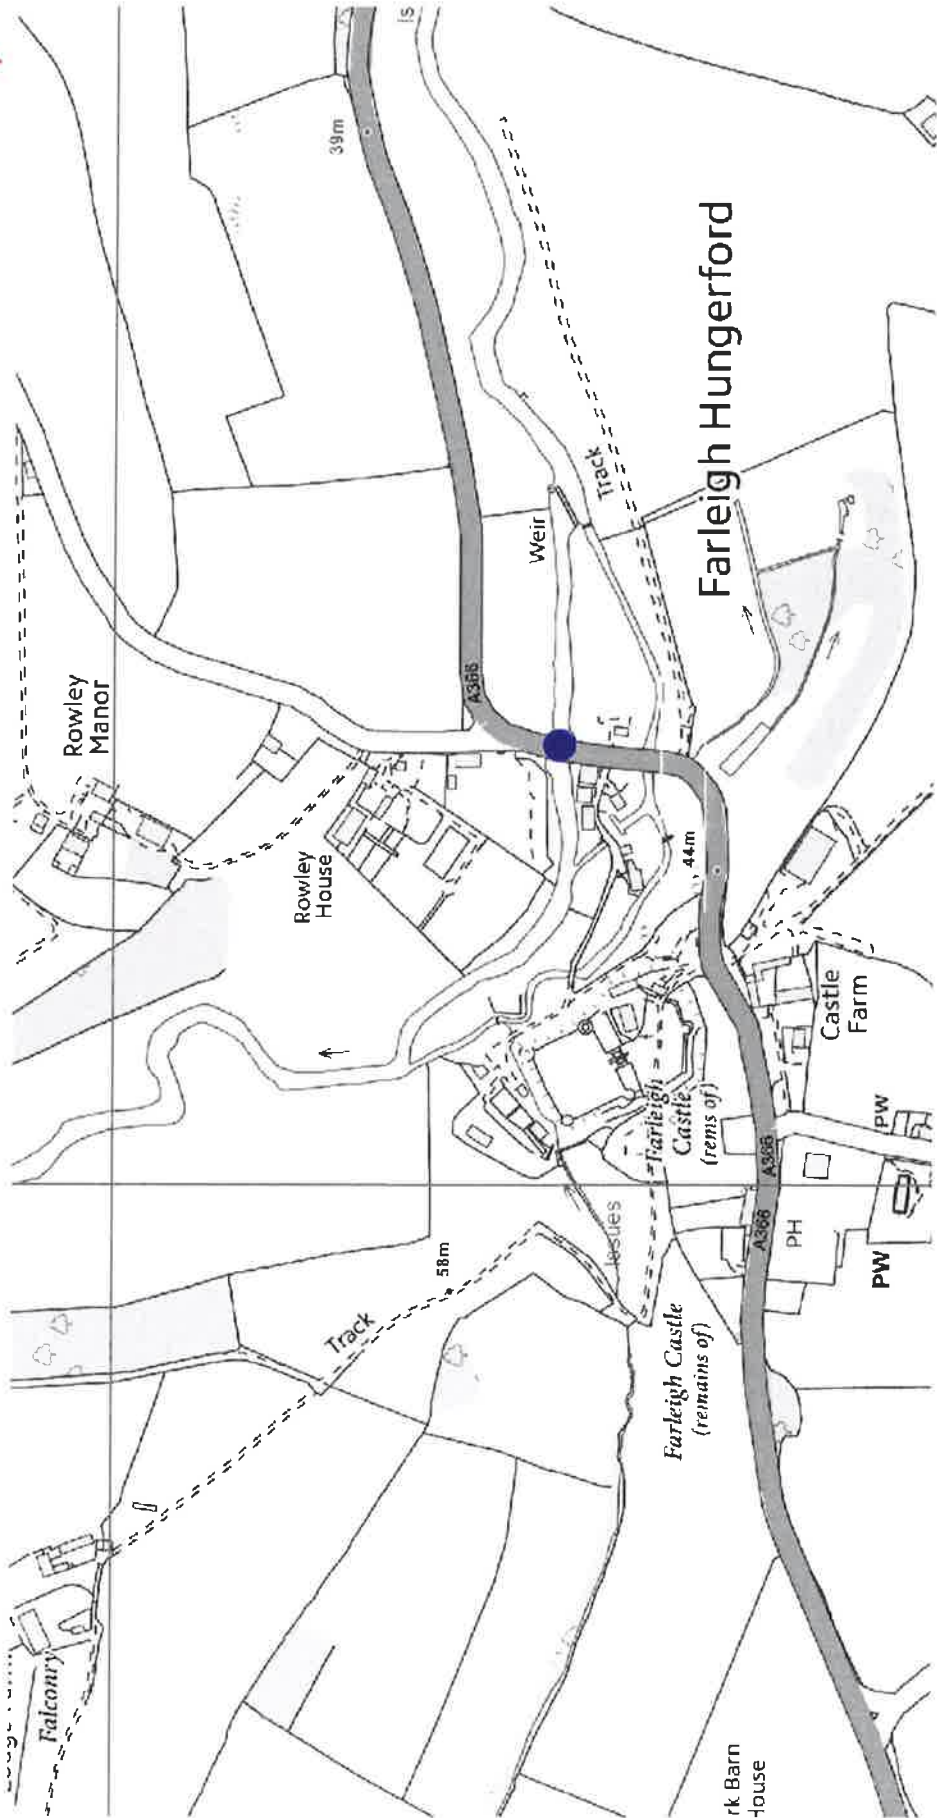 Falconry
Track
58m
Rowley
Manor
Rowley
House
39m
A366
Weir
Track
Farleigh Hungerford
44m
Farleigh
Castle
(rems of)
Issues
Farleigh Castle
(remains of)
Castle
Farm
A366
A366
PH
PW
PW
rk Barn
House
Is